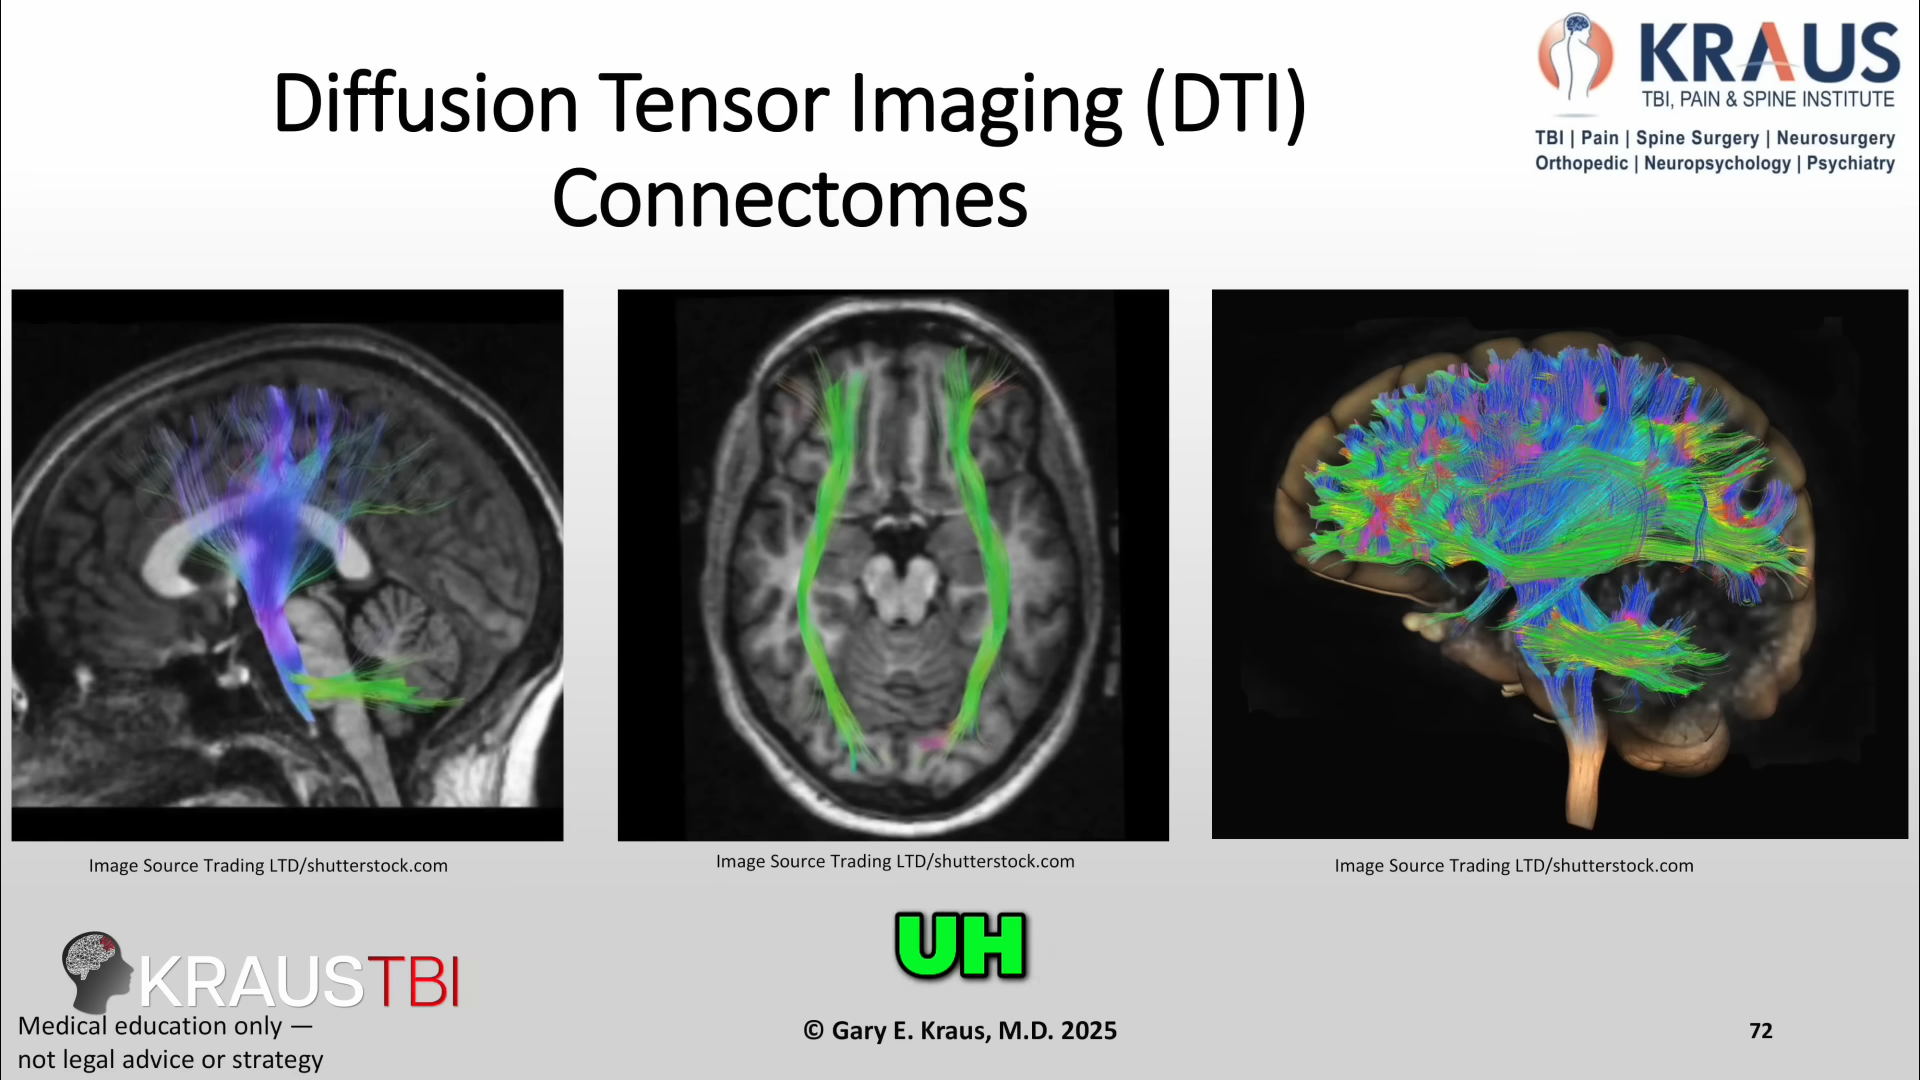 Diffusion Tensor Imaging (DTI)
Connectomes
KRAUS
TBI, PAIN & SPINE INSTITUTE
TBI | Pain | Spine Surgery | Neurosurgery
Orthopedic | Neuropsychology | Psychiatry
Image Source Trading LTD/shutterstock.com
Image Source Trading LTD/shutterstock.com
Image Source Trading LTD/shutterstock.com
UH
KRAUSTBI
Medical education only —
not legal advice or strategy
© Gary E. Kraus, M.D. 2025
72